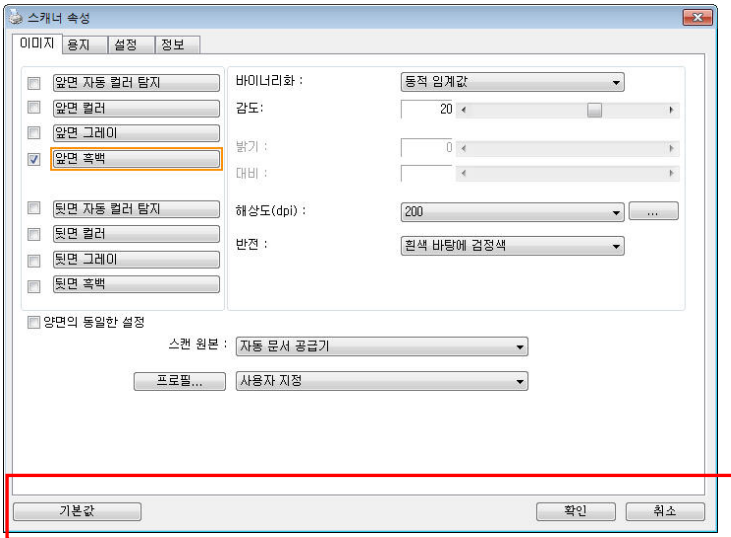 스캐너 속성
이미지 용지 설정 정보
앞면 자동 컬러 탐지
앞면 컬러
앞면 그레이
앞면 흑백
뒷면 자동 컬러 탐지
뒷면 컬러
뒷면 그레이
뒷면 흑백
바이너리화 : 동적 임계값
감도: 20
밝기 : 0
대비 :
해상도(dpi) : 200 ...
반전 : 흰색 바탕에 검정색
양면의 동일한 설정
스캔 원본 : 자동 문서 공급기
프로필... 사용자 지정
기본값 확인 취소